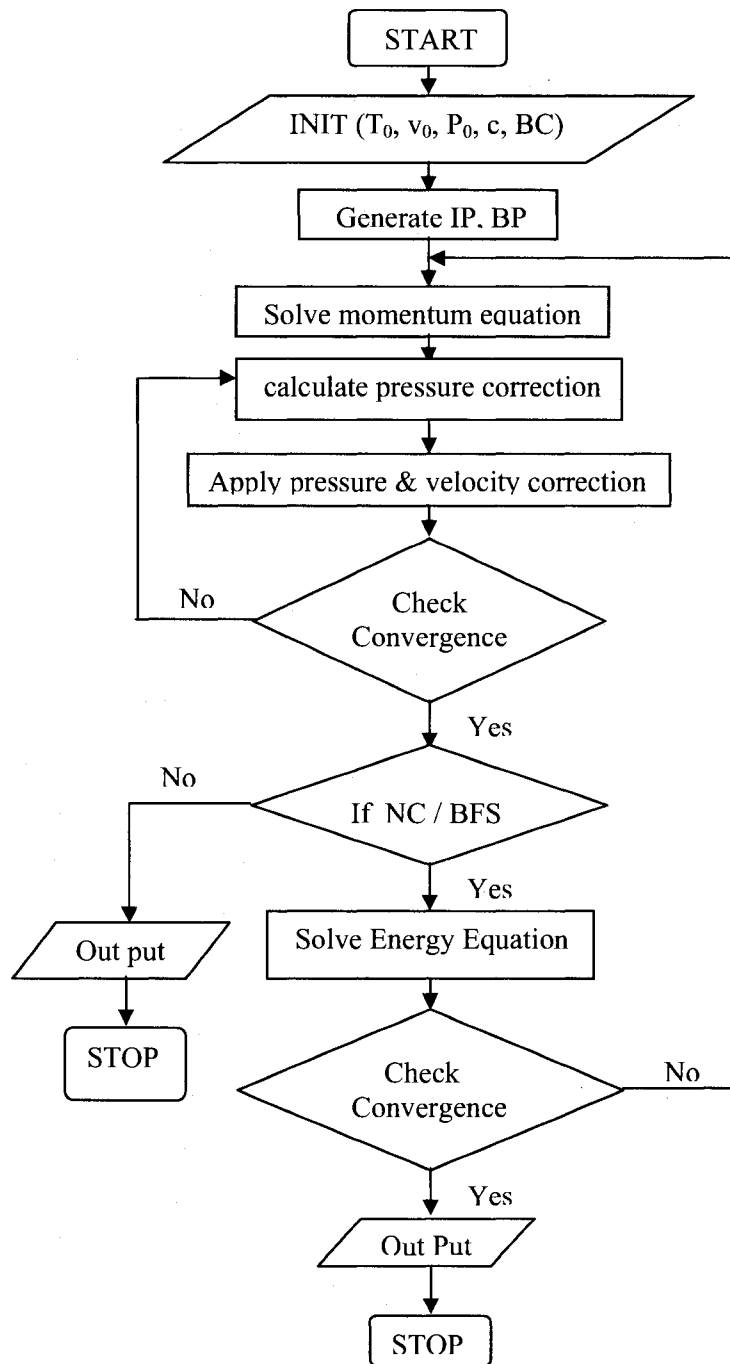 START
INIT (T₀, v₀, P₀, c, BC)
Generate IP, BP
Solve momentum equation
calculate pressure correction
Apply pressure & velocity correction
No
Check
Convergence
Yes
No
If NC / BFS
Yes
Out put
Solve Energy Equation
STOP
Check
Convergence
No
Yes
Out Put
STOP